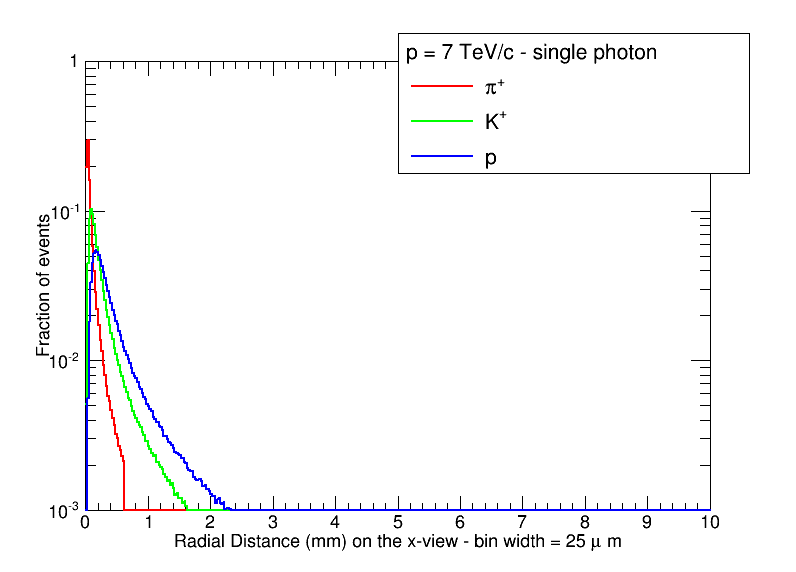 p = 7 TeV/c - single photon
π⁺
K⁺
p
1
10⁻¹
10⁻²
10⁻³
Fraction of events
0 1 2 3 4 5 6 7 8 9 10
Radial Distance (mm) on the x-view - bin width = 25 μ m